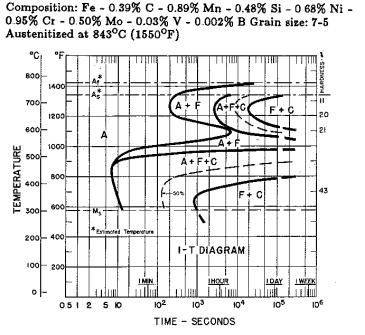 Composition: Fe - 0.39% C - 0.89% Mn - 0.48% Si - 0 68% Ni -
0.95% Cr - 0.50% Mo - 0.03% V - 0.002% B Grain size: 7-5
Austenitized at 843°C (1550°F)
°C °F
HARDNESS-
800
Af*
1400
As*
A + F
A+F+C
F + C
11
700
20
1200
600
21
A
A + F
1000
500
A + F + C
800
400
-50%
F + C
43
300
600
Ms
*Estimated Temperature
200
400
I-T DIAGRAM
100
200
1 MIN
1 HOUR
1 DAY
1 WEEK
0
0.5 1 2 5 10 10² 10³ 10⁴ 10⁵ 10⁶
TEMPERATURE
TIME - SECONDS